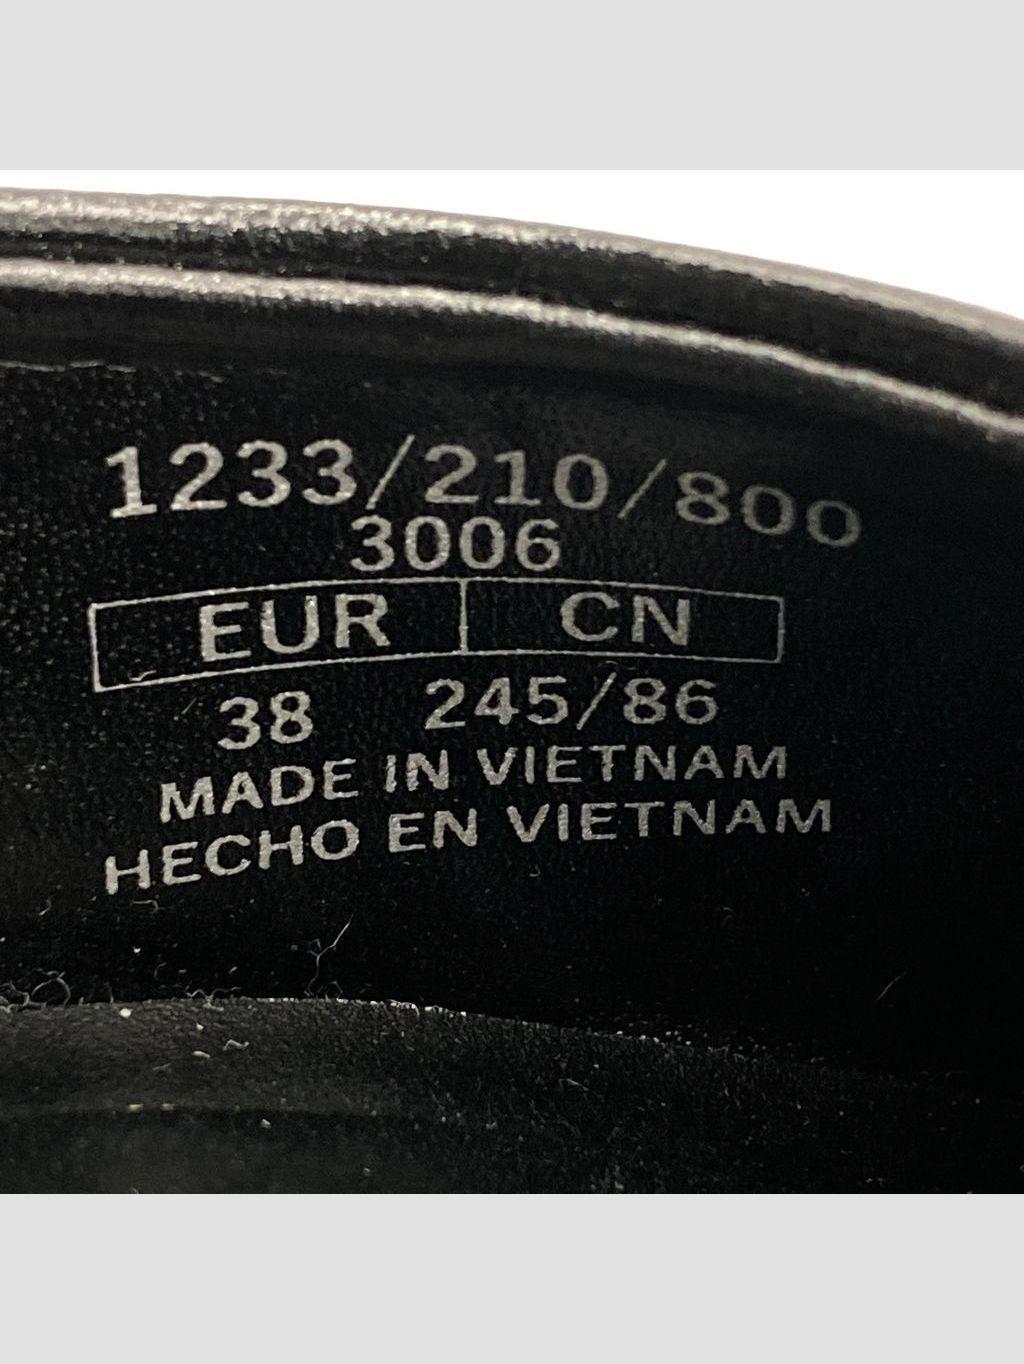 1233/210/800
3006
EUR CN
38 245/86
MADE IN VIETNAM
HECHO EN VIETNAM